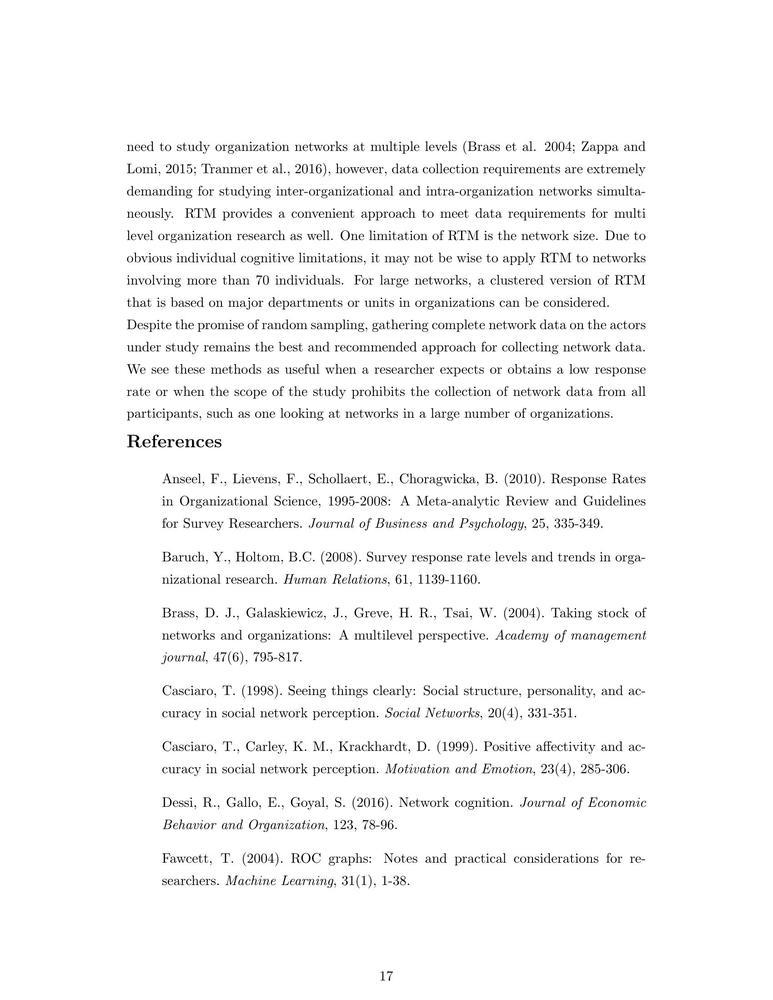 need to study organization networks at multiple levels (Brass et al. 2004; Zappa and
Lomi, 2015; Tranmer et al., 2016), however, data collection requirements are extremely
demanding for studying inter-organizational and intra-organization networks simulta-
neously. RTM provides a convenient approach to meet data requirements for multi
level organization research as well. One limitation of RTM is the network size. Due to
obvious individual cognitive limitations, it may not be wise to apply RTM to networks
involving more than 70 individuals. For large networks, a clustered version of RTM
that is based on major departments or units in organizations can be considered.
Despite the promise of random sampling, gathering complete network data on the actors
under study remains the best and recommended approach for collecting network data.
We see these methods as useful when a researcher expects or obtains a low response
rate or when the scope of the study prohibits the collection of network data from all
participants, such as one looking at networks in a large number of organizations.
References
Anseel, F., Lievens, F., Schollaert, E., Choragwicka, B. (2010). Response Rates
in Organizational Science, 1995-2008: A Meta-analytic Review and Guidelines
for Survey Researchers. Journal of Business and Psychology, 25, 335-349.
Baruch, Y., Holtom, B.C. (2008). Survey response rate levels and trends in orga-
nizational research. Human Relations, 61, 1139-1160.
Brass, D. J., Galaskiewicz, J., Greve, H. R., Tsai, W. (2004). Taking stock of
networks and organizations: A multilevel perspective. Academy of management
journal, 47(6), 795-817.
Casciaro, T. (1998). Seeing things clearly: Social structure, personality, and ac-
curacy in social network perception. Social Networks, 20(4), 331-351.
Casciaro, T., Carley, K. M., Krackhardt, D. (1999). Positive affectivity and ac-
curacy in social network perception. Motivation and Emotion, 23(4), 285-306.
Dessi, R., Gallo, E., Goyal, S. (2016). Network cognition. Journal of Economic
Behavior and Organization, 123, 78-96.
Fawcett, T. (2004). ROC graphs: Notes and practical considerations for re-
searchers. Machine Learning, 31(1), 1-38.
17